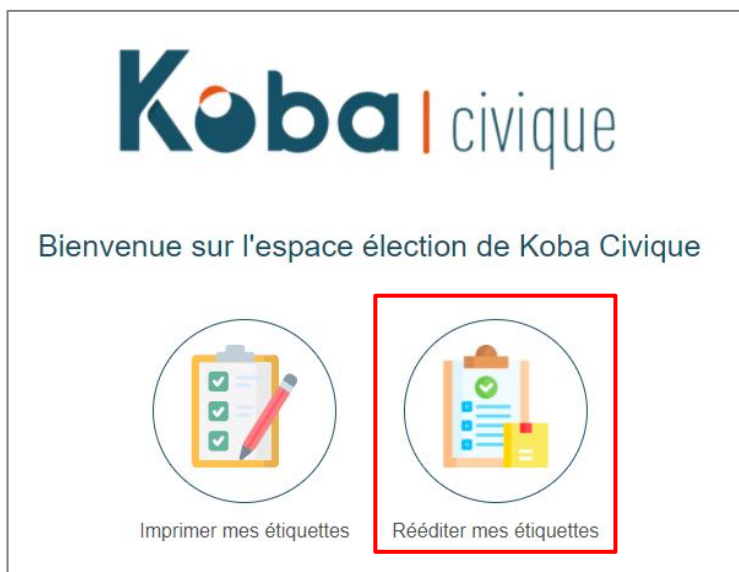 Koba | civique
Bienvenue sur l'espace élection de Koba Civique
Imprimer mes étiquettes
Rééditer mes étiquettes